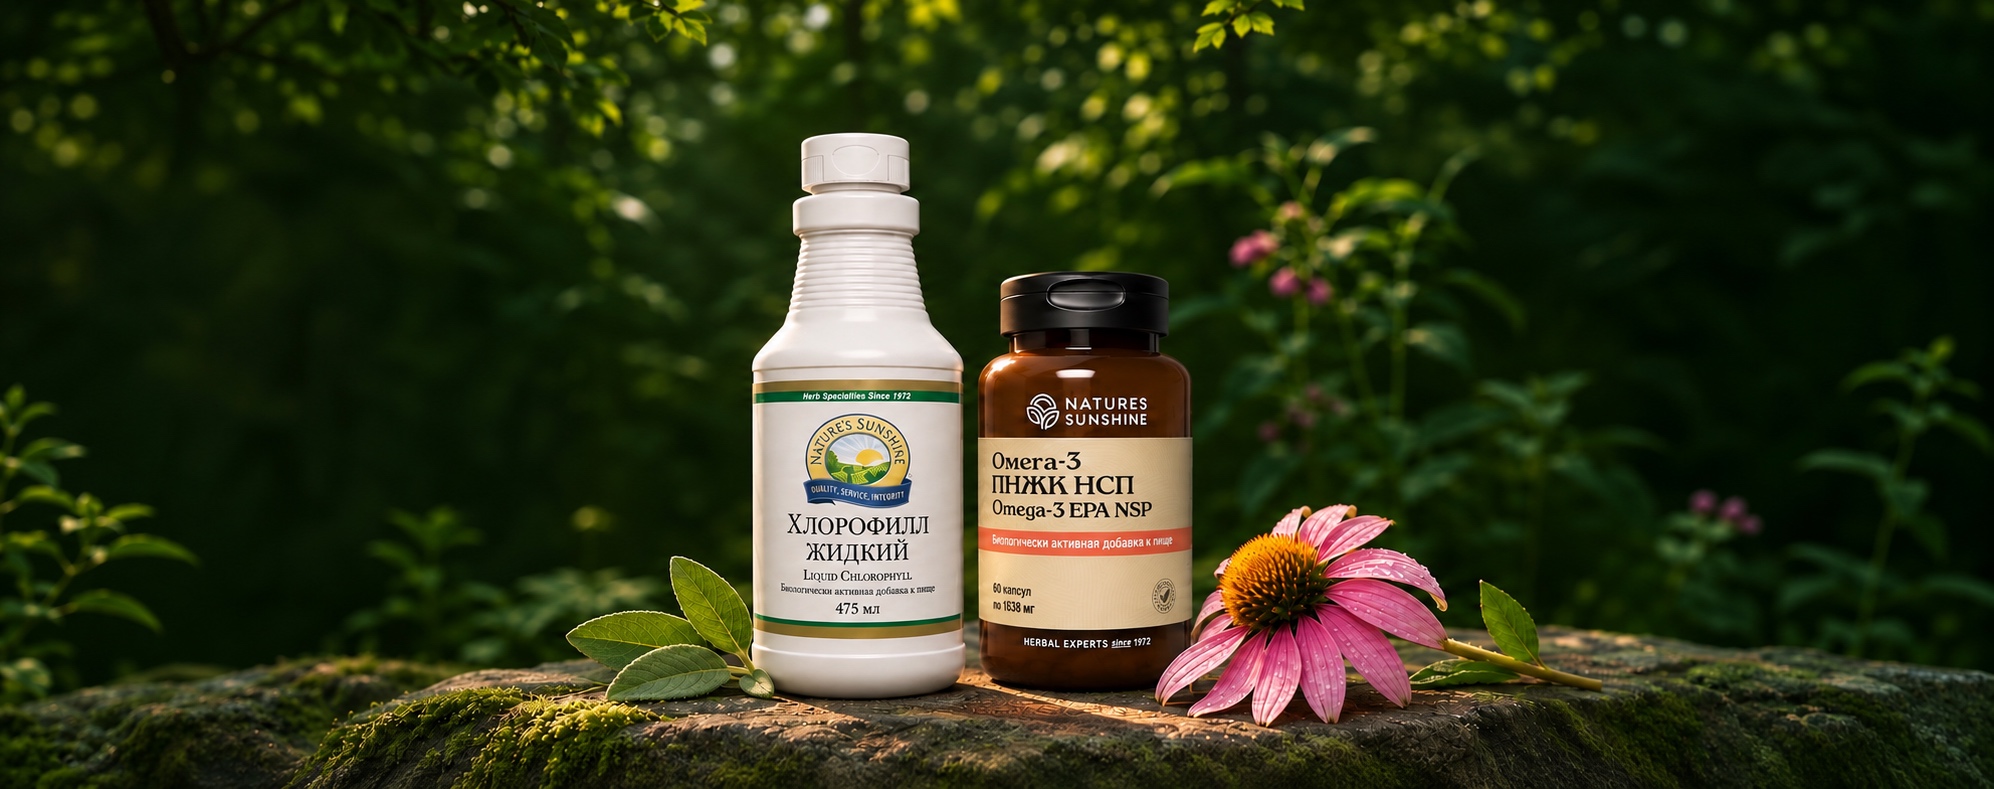 Herb Specialties Since 1972
NATURE'S SUNSHINE
QUALITY, SERVICE, INTEGRITY
ХЛОРОФИЛЛ
ЖИДКИЙ
LIQUID CHLOROPHYLL
Биологически активная добавка к пище
475 мл
NATURES
SUNSHINE
Омега-3
ПНЖК НСП
Omega-3 EPA NSP
Биологически активная добавка к пище
60 капсул
по 1638 мг
HERBAL EXPERTS since 1972